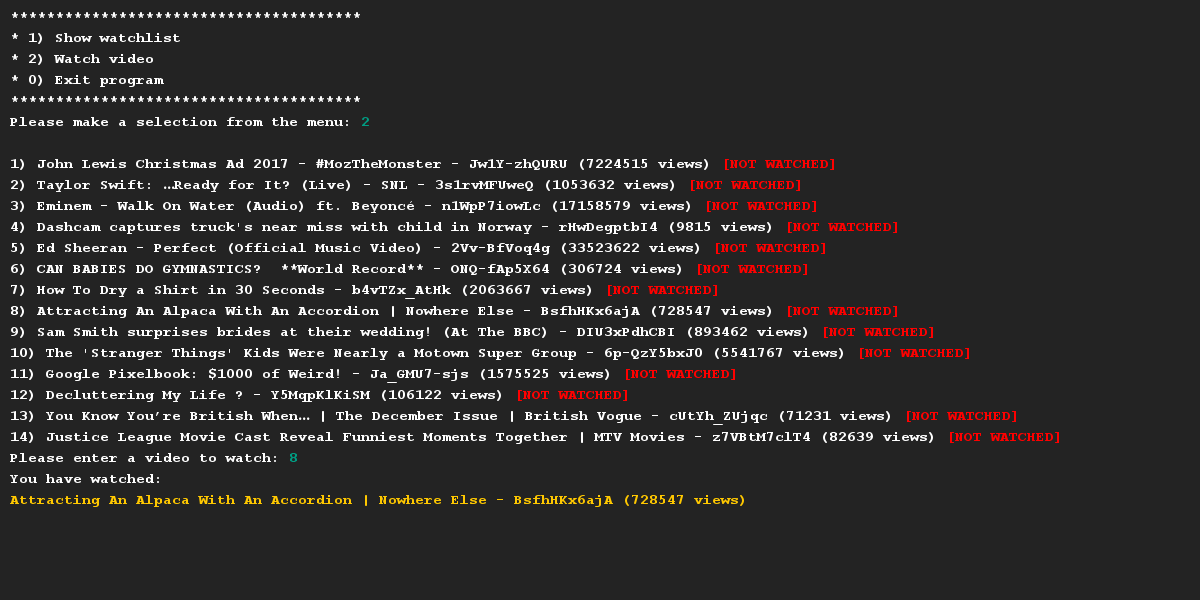 ***************************************
* 1) Show watchlist
* 2) Watch video
* 0) Exit program
***************************************
Please make a selection from the menu: 2
1) John Lewis Christmas Ad 2017 - #MozTheMonster - Jw1Y-zhQURU (7224515 views) [NOT WATCHED]
2) Taylor Swift: …Ready for It? (Live) - SNL - 3s1rvMFUweQ (1053632 views) [NOT WATCHED]
3) Eminem - Walk On Water (Audio) ft. Beyoncé - n1WpP7iowLc (17158579 views) [NOT WATCHED]
4) Dashcam captures truck's near miss with child in Norway - rHwDegptbI4 (9815 views) [NOT WATCHED]
5) Ed Sheeran - Perfect (Official Music Video) - 2Vv-BfVoq4g (33523622 views) [NOT WATCHED]
6) CAN BABIES DO GYMNASTICS?  **World Record** - ONQ-fAp5X64 (306724 views) [NOT WATCHED]
7) How To Dry a Shirt in 30 Seconds - b4vTZx_AtHk (2063667 views) [NOT WATCHED]
8) Attracting An Alpaca With An Accordion | Nowhere Else - BsfhHKx6ajA (728547 views) [NOT WATCHED]
9) Sam Smith surprises brides at their wedding! (At The BBC) - DIU3xPdhCBI (893462 views) [NOT WATCHED]
10) The 'Stranger Things' Kids Were Nearly a Motown Super Group - 6p-QzY5bxJ0 (5541767 views) [NOT WATCHED]
11) Google Pixelbook: $1000 of Weird! - Ja_GMU7-sjs (1575525 views) [NOT WATCHED]
12) Decluttering My Life ? - Y5MqpKlKiSM (106122 views) [NOT WATCHED]
13) You Know You’re British When… | The December Issue | British Vogue - cUtYh_ZUjqc (71231 views) [NOT WATCHED]
14) Justice League Movie Cast Reveal Funniest Moments Together | MTV Movies - z7VBtM7clT4 (82639 views) [NOT WATCHED]
Please enter a video to watch: 8
You have watched:
Attracting An Alpaca With An Accordion | Nowhere Else - BsfhHKx6ajA (728547 views)